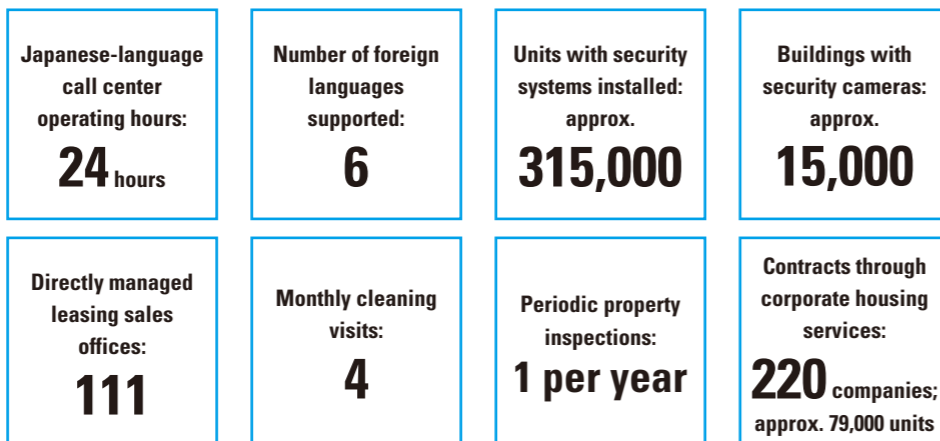 Japanese-language
call center
operating hours:
24 hours
Number of foreign
languages
supported:
6
Units with security
systems installed:
approx.
315,000
Buildings with
security cameras:
approx.
15,000
Directly managed
leasing sales
offices:
111
Monthly cleaning
visits:
4
Periodic property
inspections:
1 per year
Contracts through
corporate housing
services:
220 companies;
approx. 79,000 units